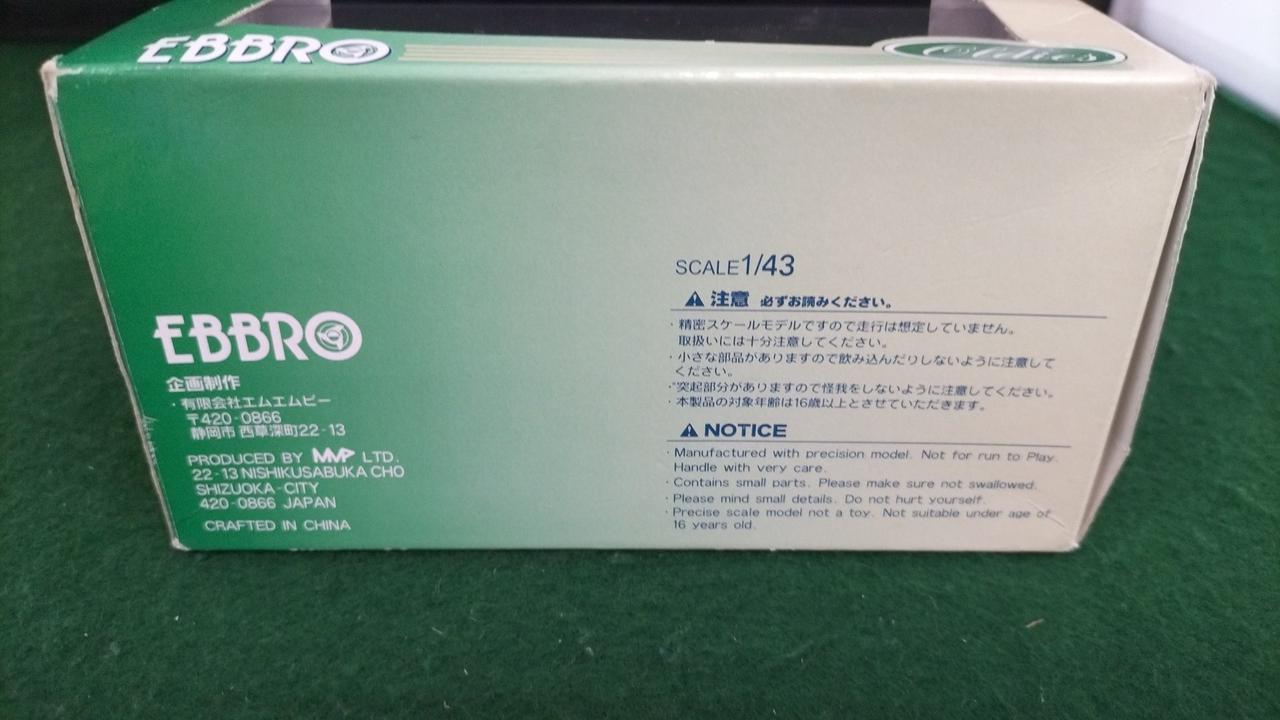 EBBRO
Oldies
SCALE1/43
注意 必ずお読みください。
・精密スケールモデルですので走行は想定していません。
取扱いには十分注意してください。
・小さな部品がありますので飲み込んだりしないように注意して
ください。
・突起部分がありますので怪我をしないように注意してください。
・本製品の対象年齢は16歳以上とさせていただきます。
NOTICE
・Manufactured with precision model. Not for run to Play.
Handle with very care.
・Contains small parts. Please make sure not swallowed.
・Please mind small details. Do not hurt yourself.
・Precise scale model not a toy. Not suitable under age of
16 years old.
EBBRO
企画制作
・有限会社エムエムピー
〒420-0866
静岡市 西草深町22-13
PRODUCED BY MMP LTD.
22-13 NISHIKUSABUKA CHO
SHIZUOKA-CITY
420-0866 JAPAN
CRAFTED IN CHINA